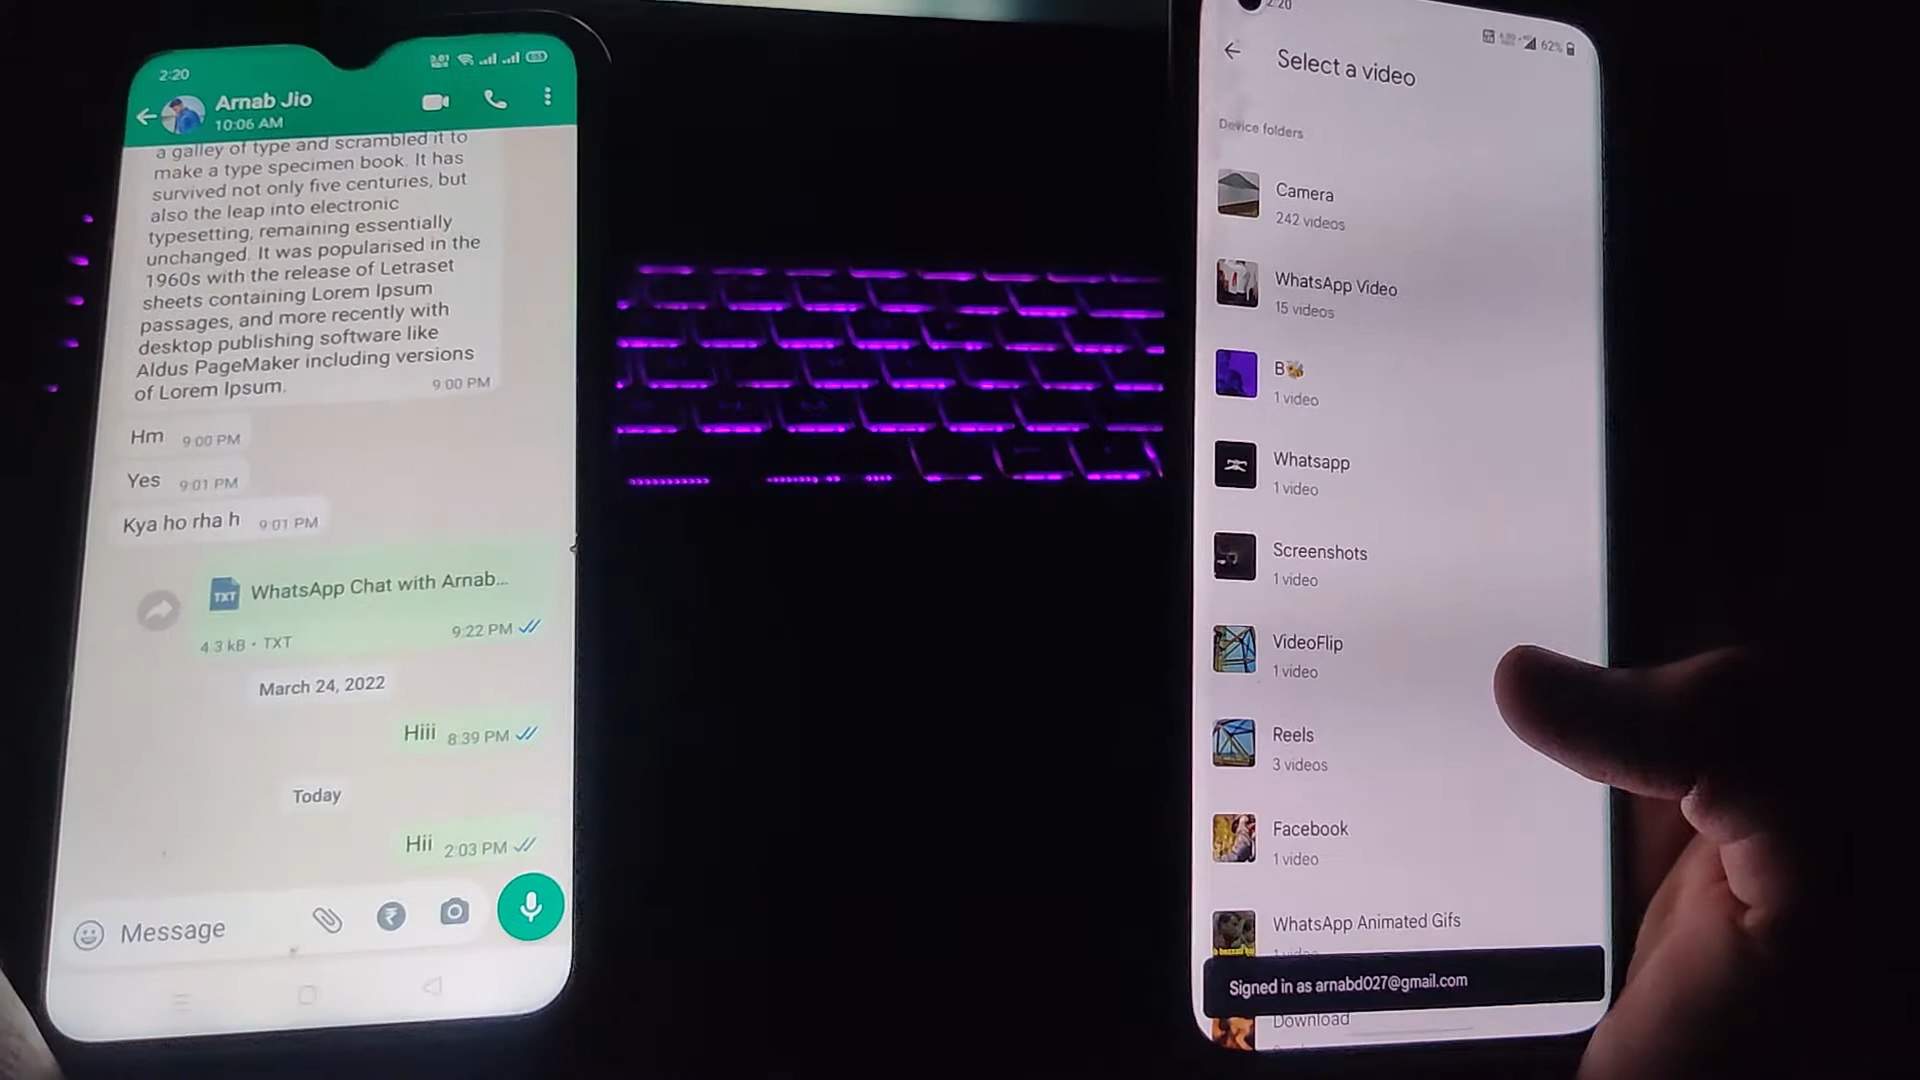 2:20
Arnab Jio
10:06 AM
a galley of type and scrambled it to
make a type specimen book. It has
survived not only five centuries, but
also the leap into electronic
typesetting, remaining essentially
unchanged. It was popularised in the
1960s with the release of Letraset
sheets containing Lorem Ipsum
passages, and more recently with
desktop publishing software like
Aldus PageMaker including versions
of Lorem Ipsum. 9:00 PM
Hm 9:00 PM
Yes 9:01 PM
Kya ho rha h 9:01 PM
TXT WhatsApp Chat with Arnab...
4.3 kB • TXT 9:22 PM
March 24, 2022
Hiii 8:39 PM
Today
Hii 2:03 PM
Message
2:20
62%
Select a video
Device folders
Camera
242 videos
WhatsApp Video
15 videos
B🐝
1 video
Whatsapp
1 video
Screenshots
1 video
VideoFlip
1 video
Reels
3 videos
Facebook
1 video
WhatsApp Animated Gifs
1 video
Signed in as arnabd027@gmail.com
Download